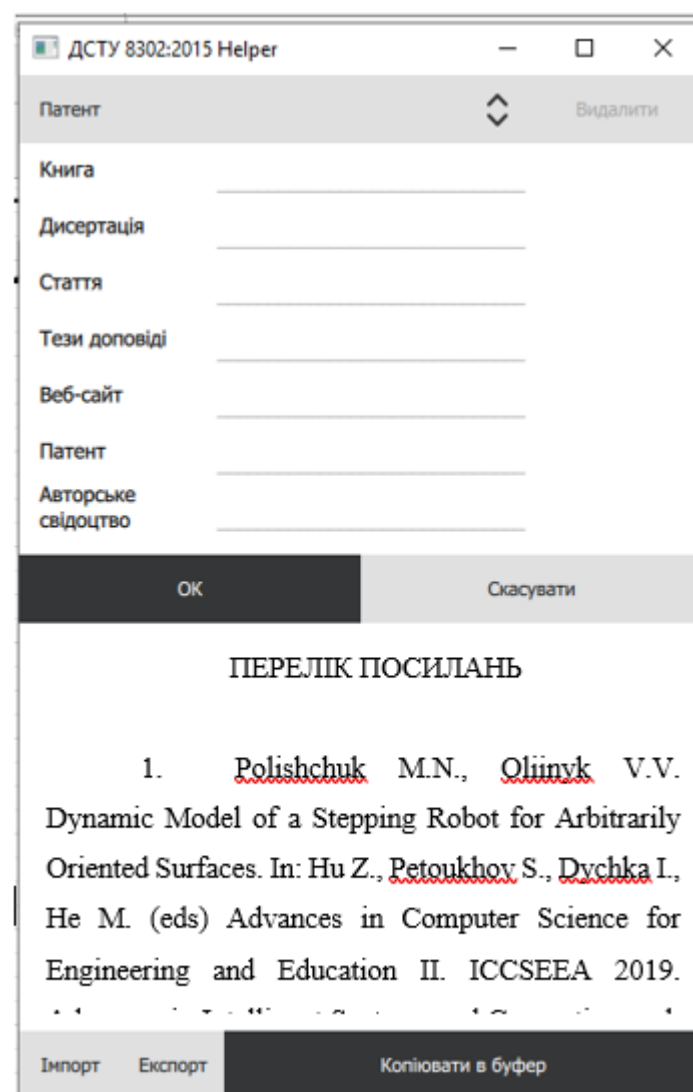 ДСТУ 8302:2015 Helper
Патент Видалити
Книга
Дисертація
Стаття
Тези доповіді
Веб-сайт
Патент
Авторське
свідоцтво
ОК Скасувати
ПЕРЕЛІК ПОСИЛАНЬ
1. Polishchuk M.N., Oliinyk V.V.
Dynamic Model of a Stepping Robot for Arbitrarily
Oriented Surfaces. In: Hu Z., Petoukhov S., Dychka I.,
He M. (eds) Advances in Computer Science for
Engineering and Education II. ICCSEEA 2019.
Імпорт Експорт Копіювати в буфер